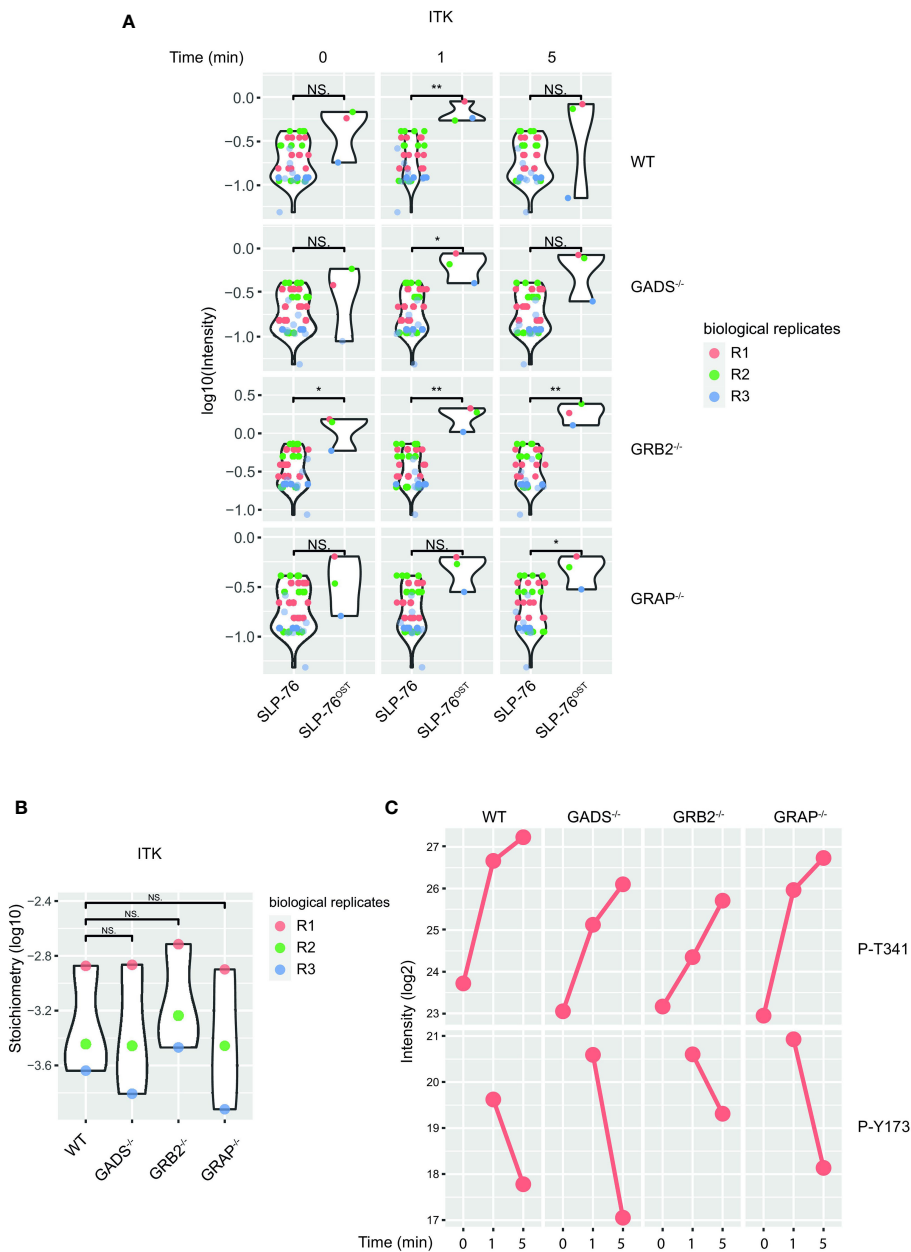 A
ITK
Time (min) 0 1 5
NS. ** NS.
0.0
−0.5
−1.0
WT
NS. * NS.
0.0
−0.5
−1.0
GADS-/-
log10(Intensity)
biological replicates
R1
R2
R3
* ** **
0.5
0.0
−0.5
−1.0
GRB2-/-
NS. NS. *
0.0
−0.5
−1.0
GRAP-/-
SLP-76 SLP-76OST SLP-76 SLP-76OST SLP-76 SLP-76OST
B
ITK
Stoichiometry (log10)
−2.4
−2.8
−3.2
−3.6
NS.
NS.
NS.
WT GADS-/- GRB2-/- GRAP-/-
biological replicates
R1
R2
R3
C
WT GADS-/- GRB2-/- GRAP-/-
Intensity (log2)
27
26
25
24
23
P-T341
21
20
19
18
17
P-Y173
Time (min) 0 1 5 0 1 5 0 1 5 0 1 5